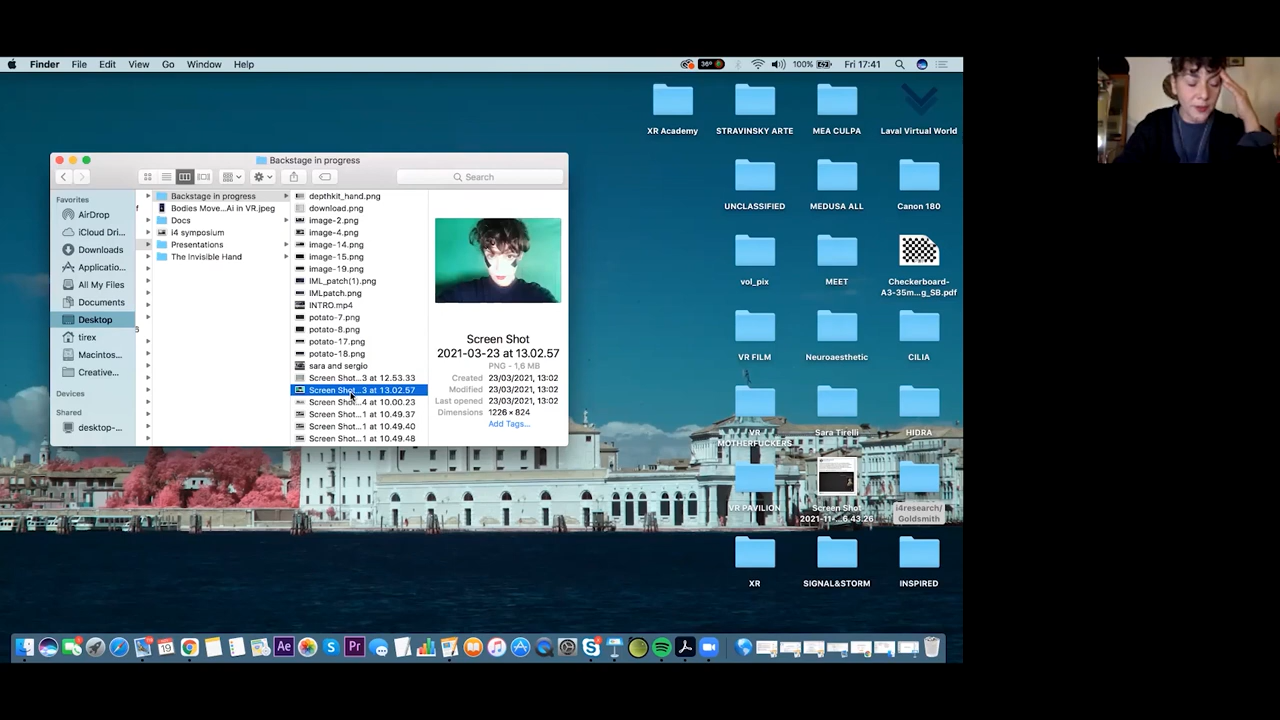 Finder File Edit View Go Window Help 36° 100% Fri 17:41
XR Academy
STRAVINSKY ARTE
MEA CULPA
Laval Virtual World
UNCLASSIFIED
MEDUSA ALL
Canon 180
vol_pix
MEET
Checkerboard-
A3-35m...g_SB.pdf
VR FILM
Neuroaesthetic
CILIA
VR
MOTHERFUCKERS
Sara Tirelli
HIDRA
VR PAVILION
Screen Shot
2021-11-...6.43.26
i4research/
Goldsmith
XR
SIGNAL&STORM
INSPIRED
Backstage in progress
Search
Favorites
AirDrop
iCloud Dri...
Downloads
Applicatio...
All My Files
Documents
Desktop
tirex
Macintos...
Creative...
Devices
Shared
desktop-...
Backstage in progress
Bodies Move...Ai in VR.jpeg
Docs
i4 symposium
Presentations
The Invisible Hand
depthkit_hand.png
download.png
image-2.png
image-4.png
image-14.png
image-15.png
image-19.png
IML_patch(1).png
IMLpatch.png
INTRO.mp4
potato-7.png
potato-8.png
potato-17.png
potato-18.png
sara and sergio
Screen Shot...3 at 12.53.33
Screen Shot...3 at 13.02.57
Screen Shot...4 at 10.00.23
Screen Shot...1 at 10.49.37
Screen Shot...1 at 10.49.40
Screen Shot...1 at 10.49.48
Screen Shot
2021-03-23 at 13.02.57
PNG - 1,6 MB
Created 23/03/2021, 13:02
Modified 23/03/2021, 13:02
Last opened 23/03/2021, 13:02
Dimensions 1226 × 824
Add Tags...
19
Ae
Pr